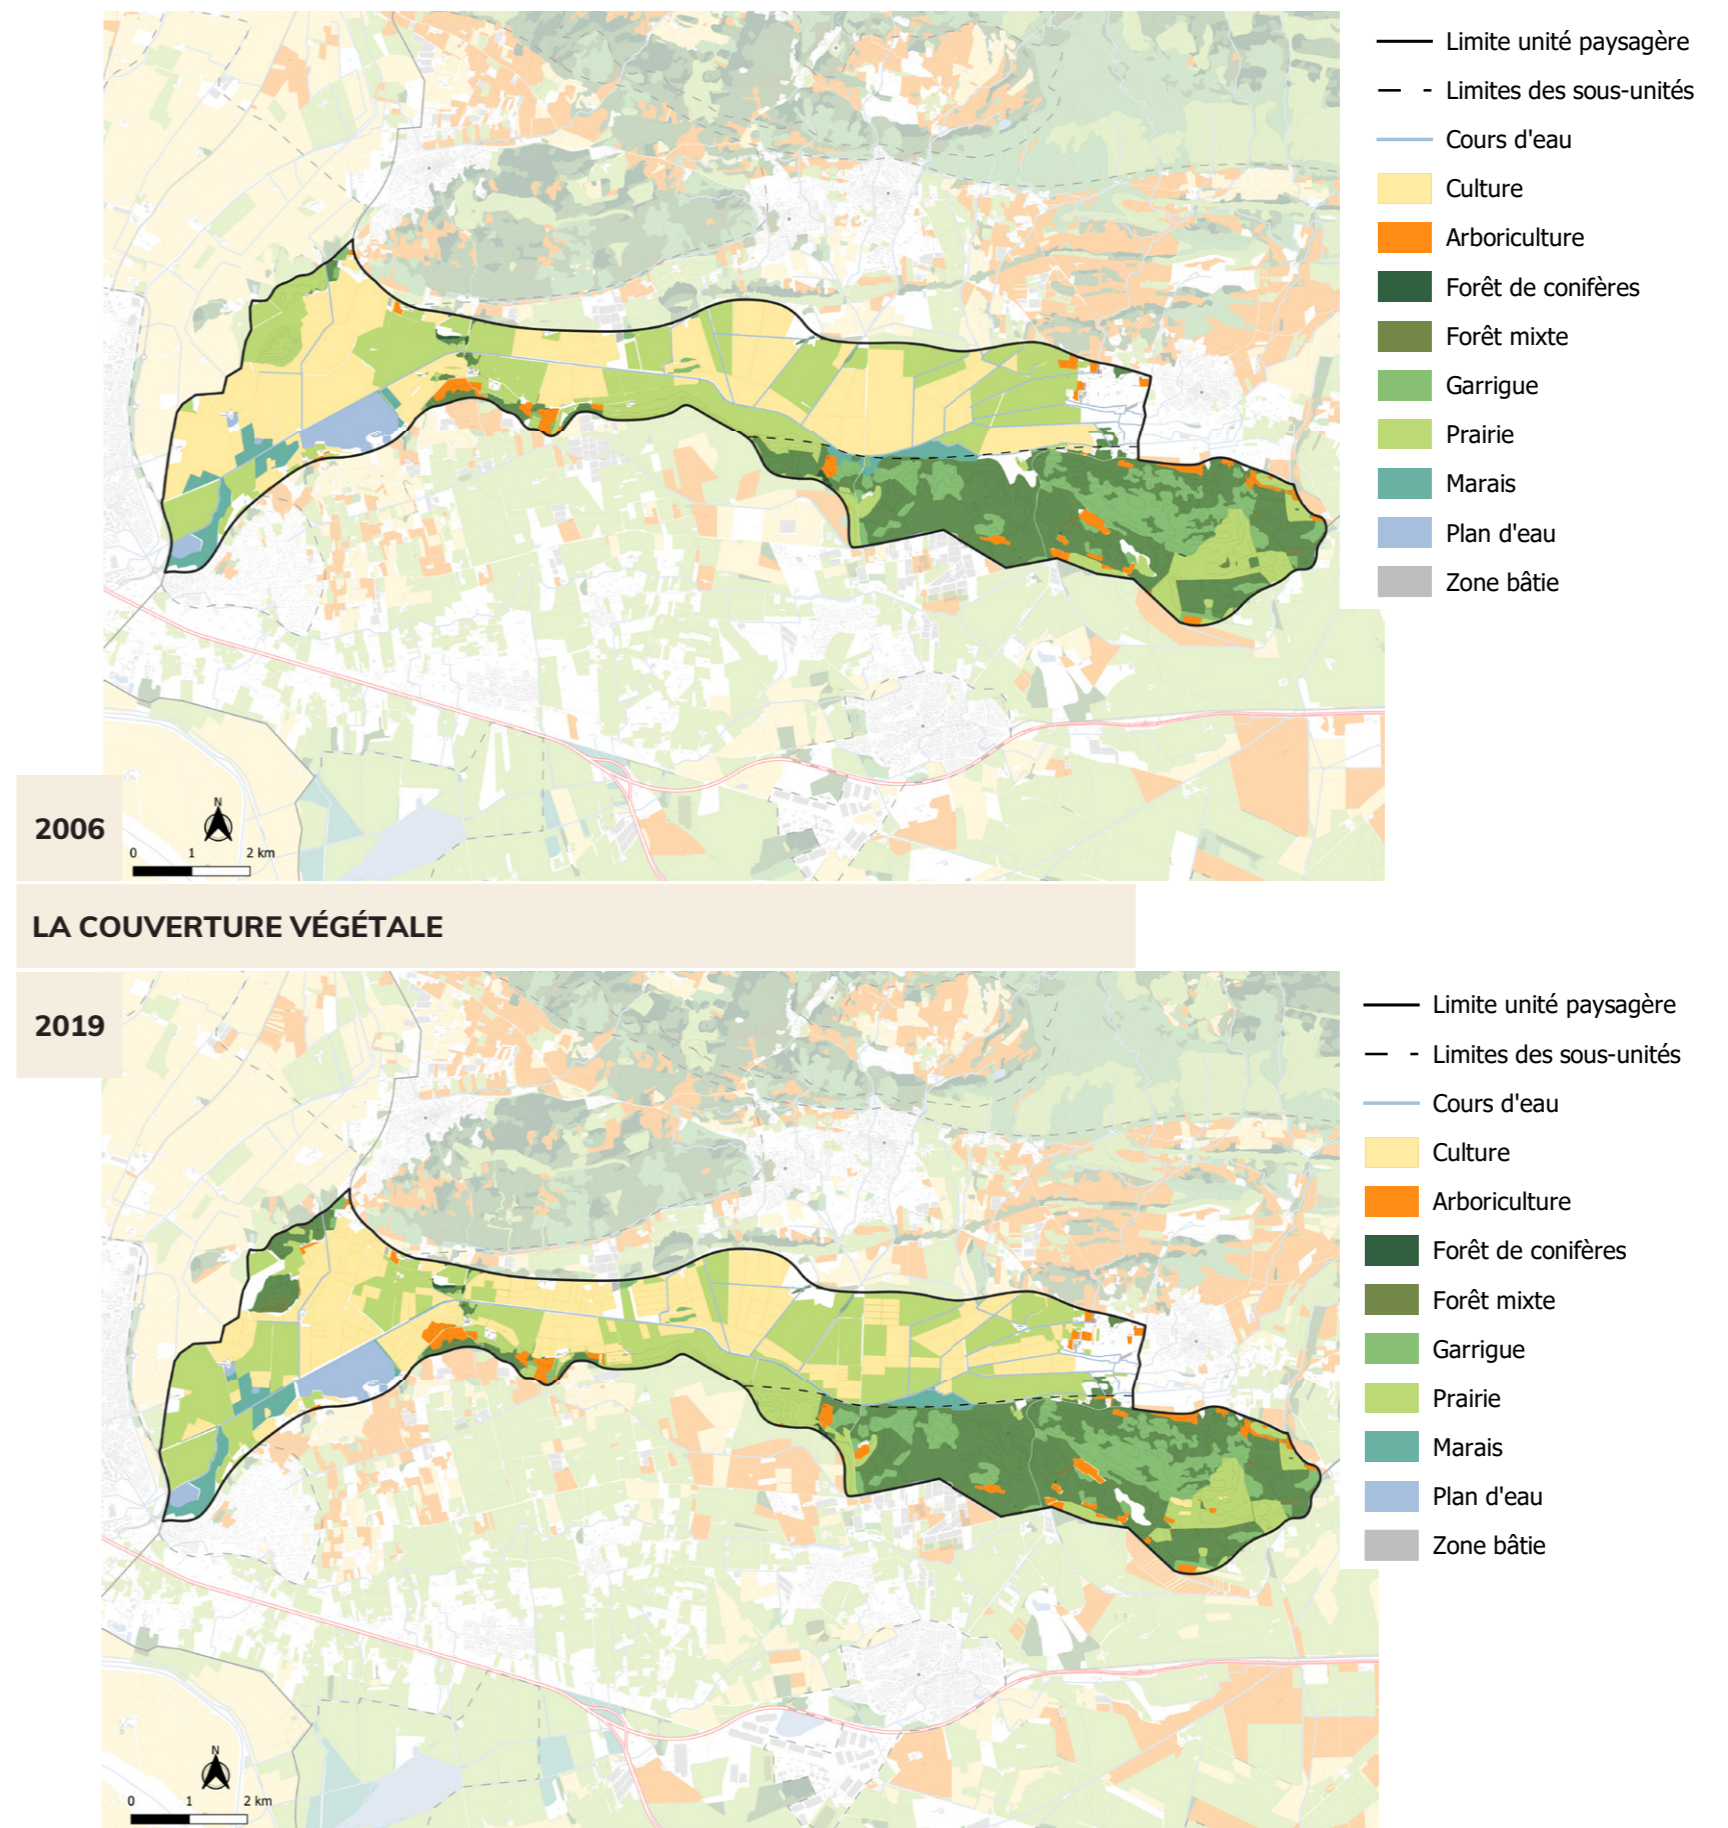 Limite unité paysagère
Limites des sous-unités
Cours d'eau
Culture
Arboriculture
Forêt de conifères
Forêt mixte
Garrigue
Prairie
Marais
Plan d'eau
Zone bâtie
2006
N
0 1 2 km
LA COUVERTURE VÉGÉTALE
2019
Limite unité paysagère
Limites des sous-unités
Cours d'eau
Culture
Arboriculture
Forêt de conifères
Forêt mixte
Garrigue
Prairie
Marais
Plan d'eau
Zone bâtie
N
0 1 2 km